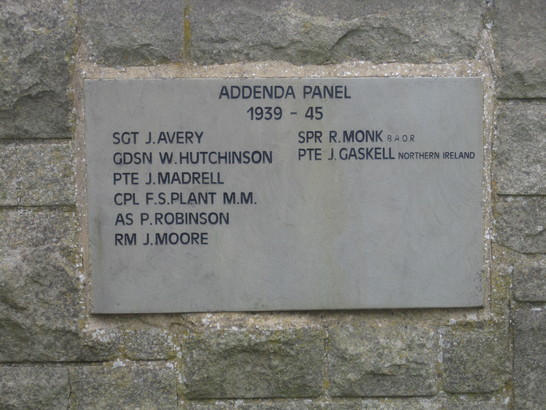 ADDENDA PANEL
1939 - 45
SGT J.AVERY
GDSN W.HUTCHINSON
PTE J.MADRELL
CPL F.S.PLANT M.M.
AS P.ROBINSON
RM J.MOORE
SPR R.MONK B A O R
PTE J.GASKELL NORTHERN IRELAND